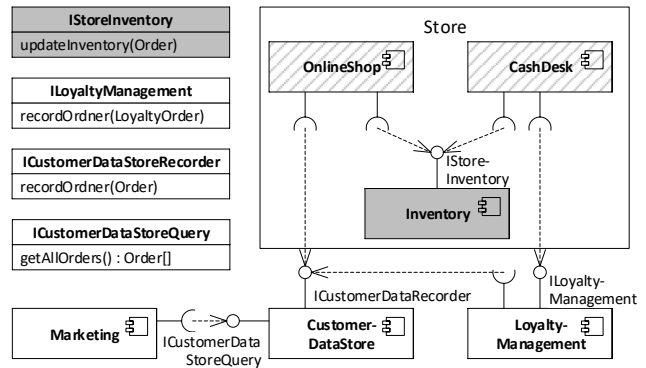 IStoreInventory
updateInventory(Order)
ILoyaltyManagement
recordOrdner(LoyaltyOrder)
ICustomerDataStoreRecorder
recordOrdner(Order)
ICustomerDataStoreQuery
getAllOrders() : Order[]
Store
OnlineShop
CashDesk
IStore-
Inventory
Inventory
ICustomerDataRecorder
ILoyalty-
Management
Marketing
ICustomerData
StoreQuery
Customer-
DataStore
Loyalty-
Management